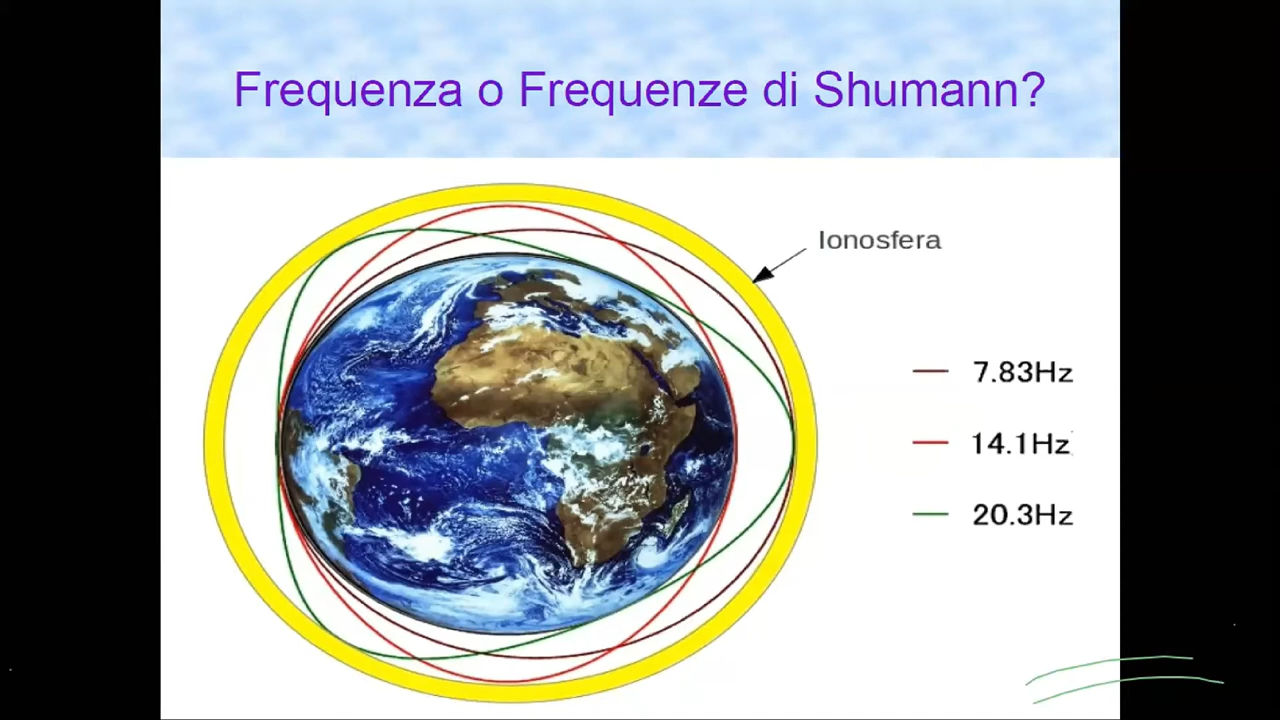 Frequenza o Frequenze di Shumann?
Ionosfera
7.83Hz
14.1Hz
20.3Hz